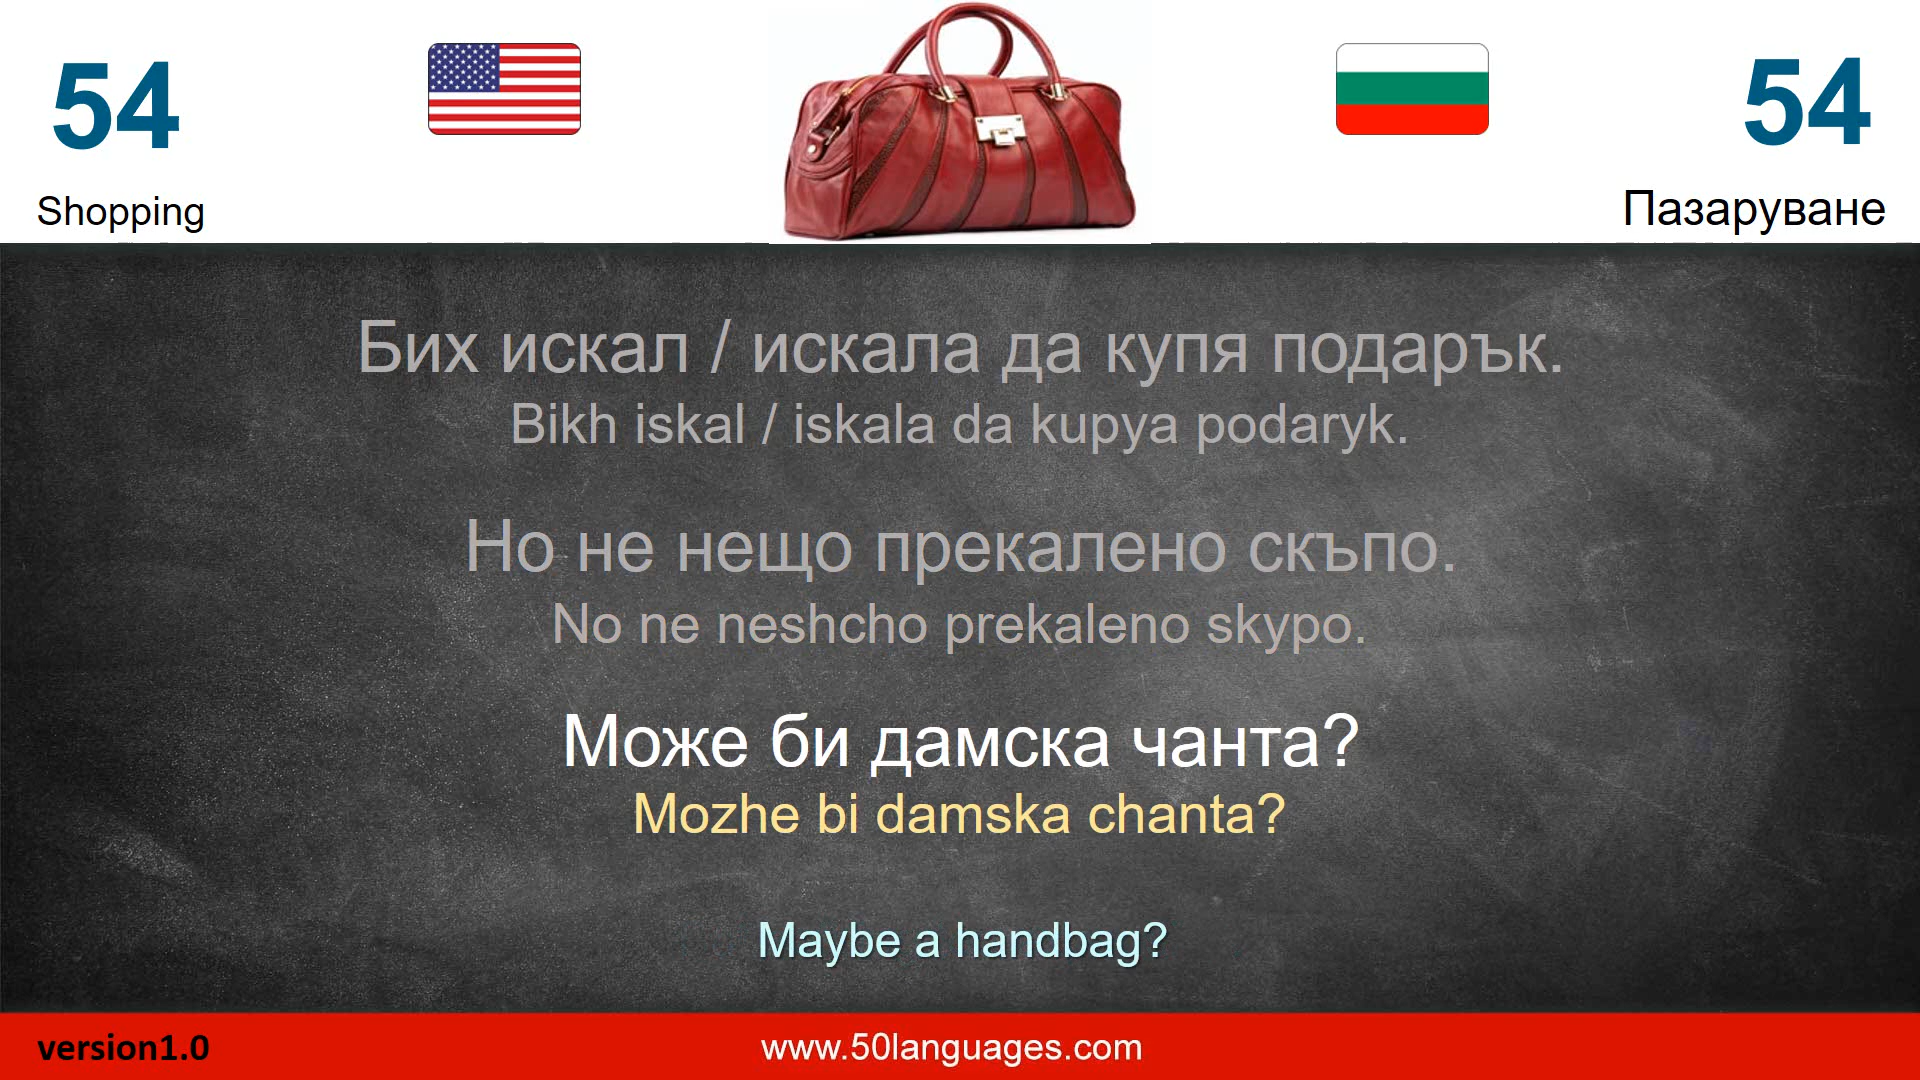 54
54
Shopping
Пазаруване
Бих искал / искала да купя подарък.
Bikh iskal / iskala da kupya podaryk.
Но не нещо прекалено скъпо.
No ne neshcho prekaleno skypo.
Може би дамска чанта?
Mozhe bi damska chanta?
Maybe a handbag?
version1.0
www.50languages.com